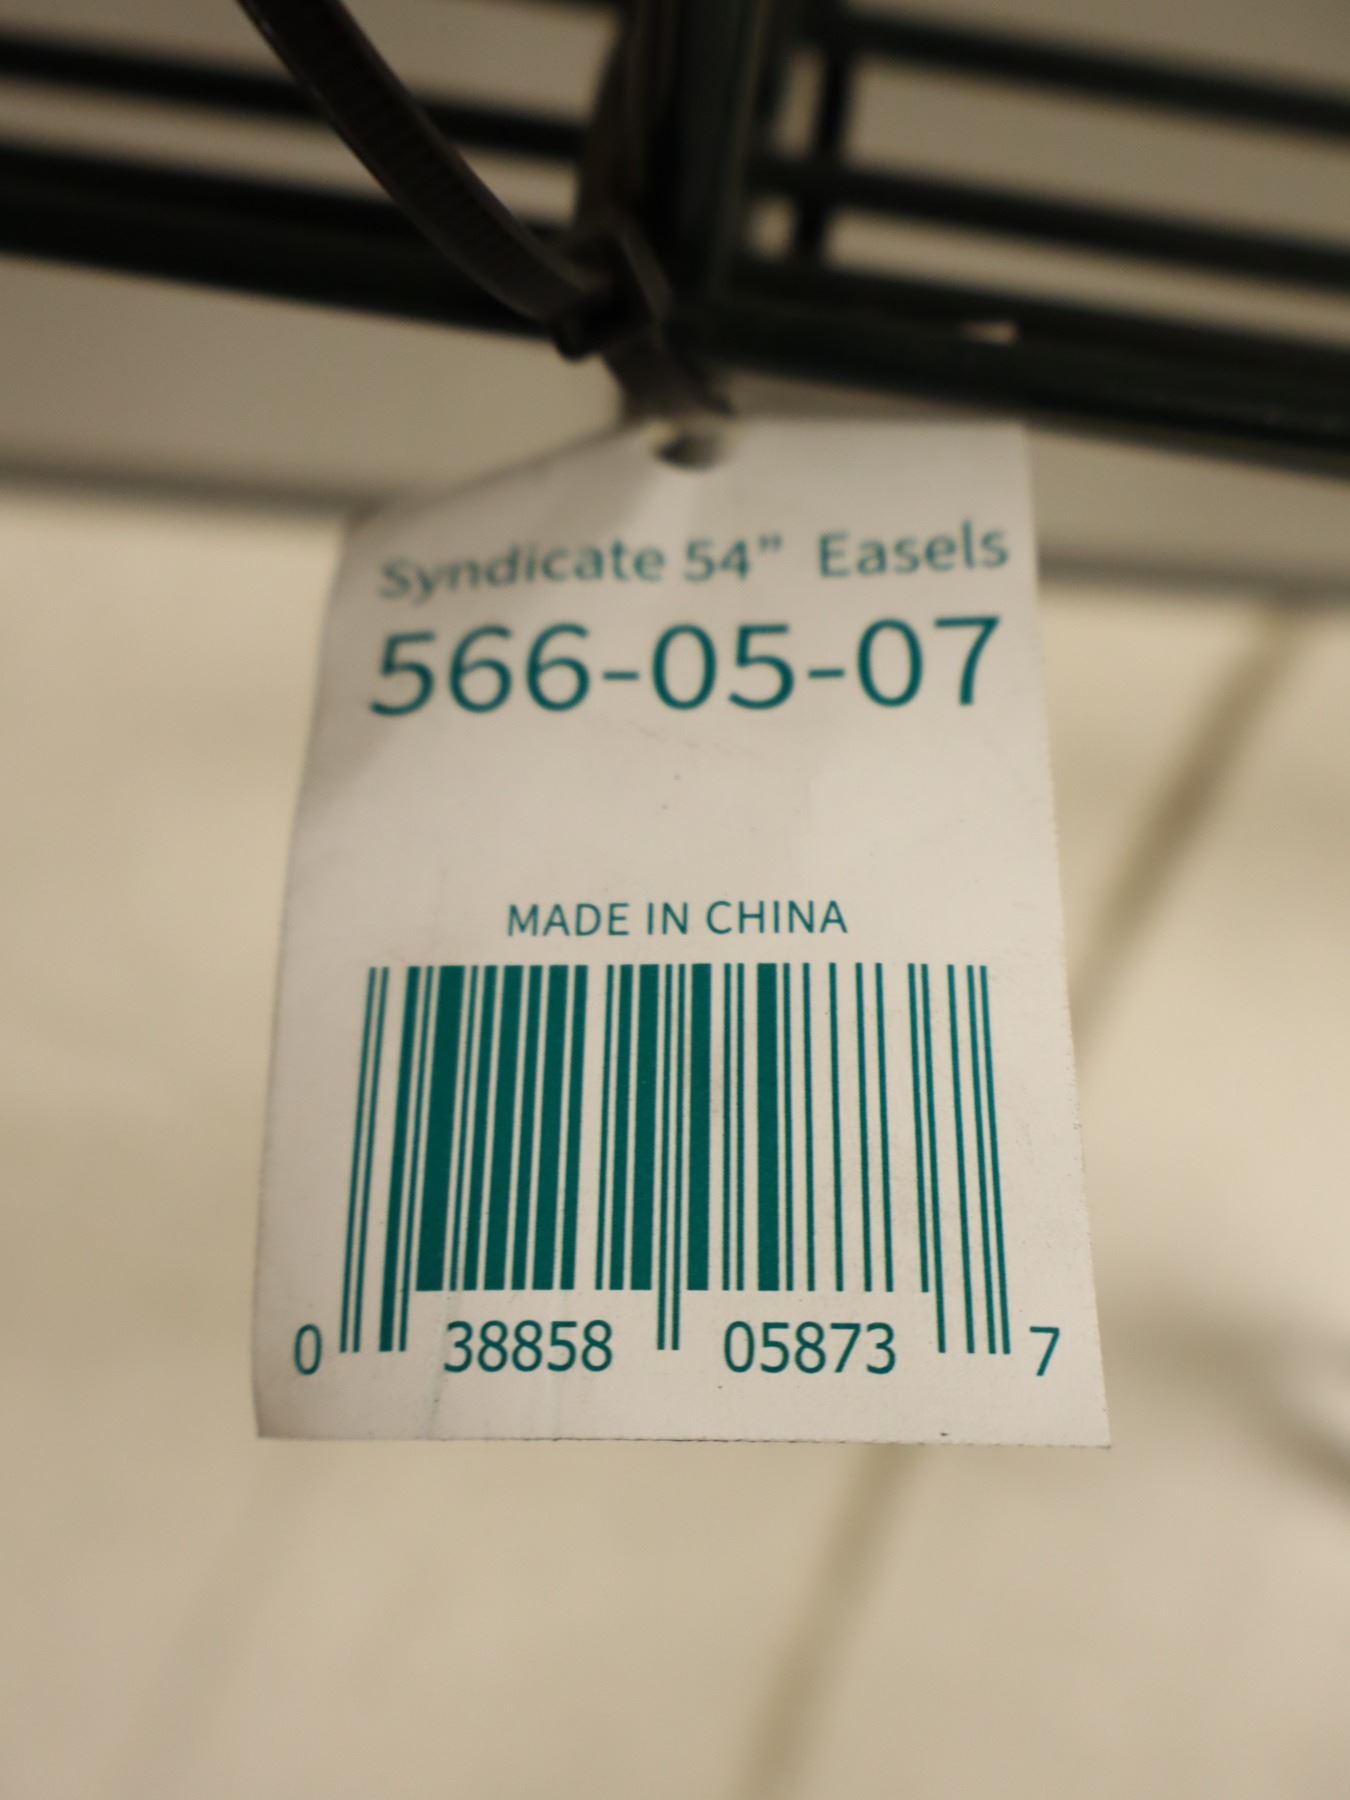 Syndicate 54” Easels
566-05-07
MADE IN CHINA
0 38858 05873 7